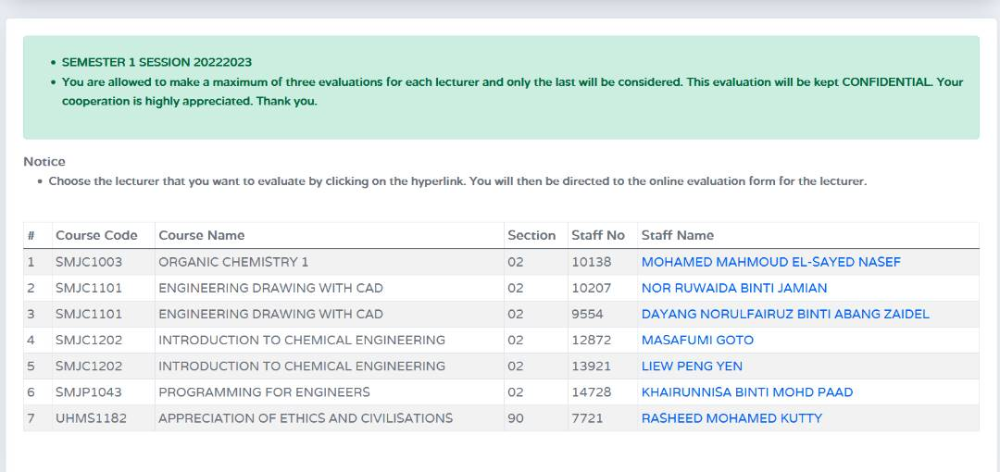 • SEMESTER 1 SESSION 20222023
• You are allowed to make a maximum of three evaluations for each lecturer and only the last will be considered. This evaluation will be kept CONFIDENTIAL. Your
cooperation is highly appreciated. Thank you.
Notice
• Choose the lecturer that you want to evaluate by clicking on the hyperlink. You will then be directed to the online evaluation form for the lecturer.
# Course Code Course Name Section Staff No Staff Name
1 SMJC1003 ORGANIC CHEMISTRY 1 02 10138 MOHAMED MAHMOUD EL-SAYED NASEF
2 SMJC1101 ENGINEERING DRAWING WITH CAD 02 10207 NOR RUWAIDA BINTI JAMIAN
3 SMJC1101 ENGINEERING DRAWING WITH CAD 02 9554 DAYANG NORULFAIRUZ BINTI ABANG ZAIDEL
4 SMJC1202 INTRODUCTION TO CHEMICAL ENGINEERING 02 12872 MASAFUMI GOTO
5 SMJC1202 INTRODUCTION TO CHEMICAL ENGINEERING 02 13921 LIEW PENG YEN
6 SMJP1043 PROGRAMMING FOR ENGINEERS 02 14728 KHAIRUNNISA BINTI MOHD PAAD
7 UHMS1182 APPRECIATION OF ETHICS AND CIVILISATIONS 90 7721 RASHEED MOHAMED KUTTY